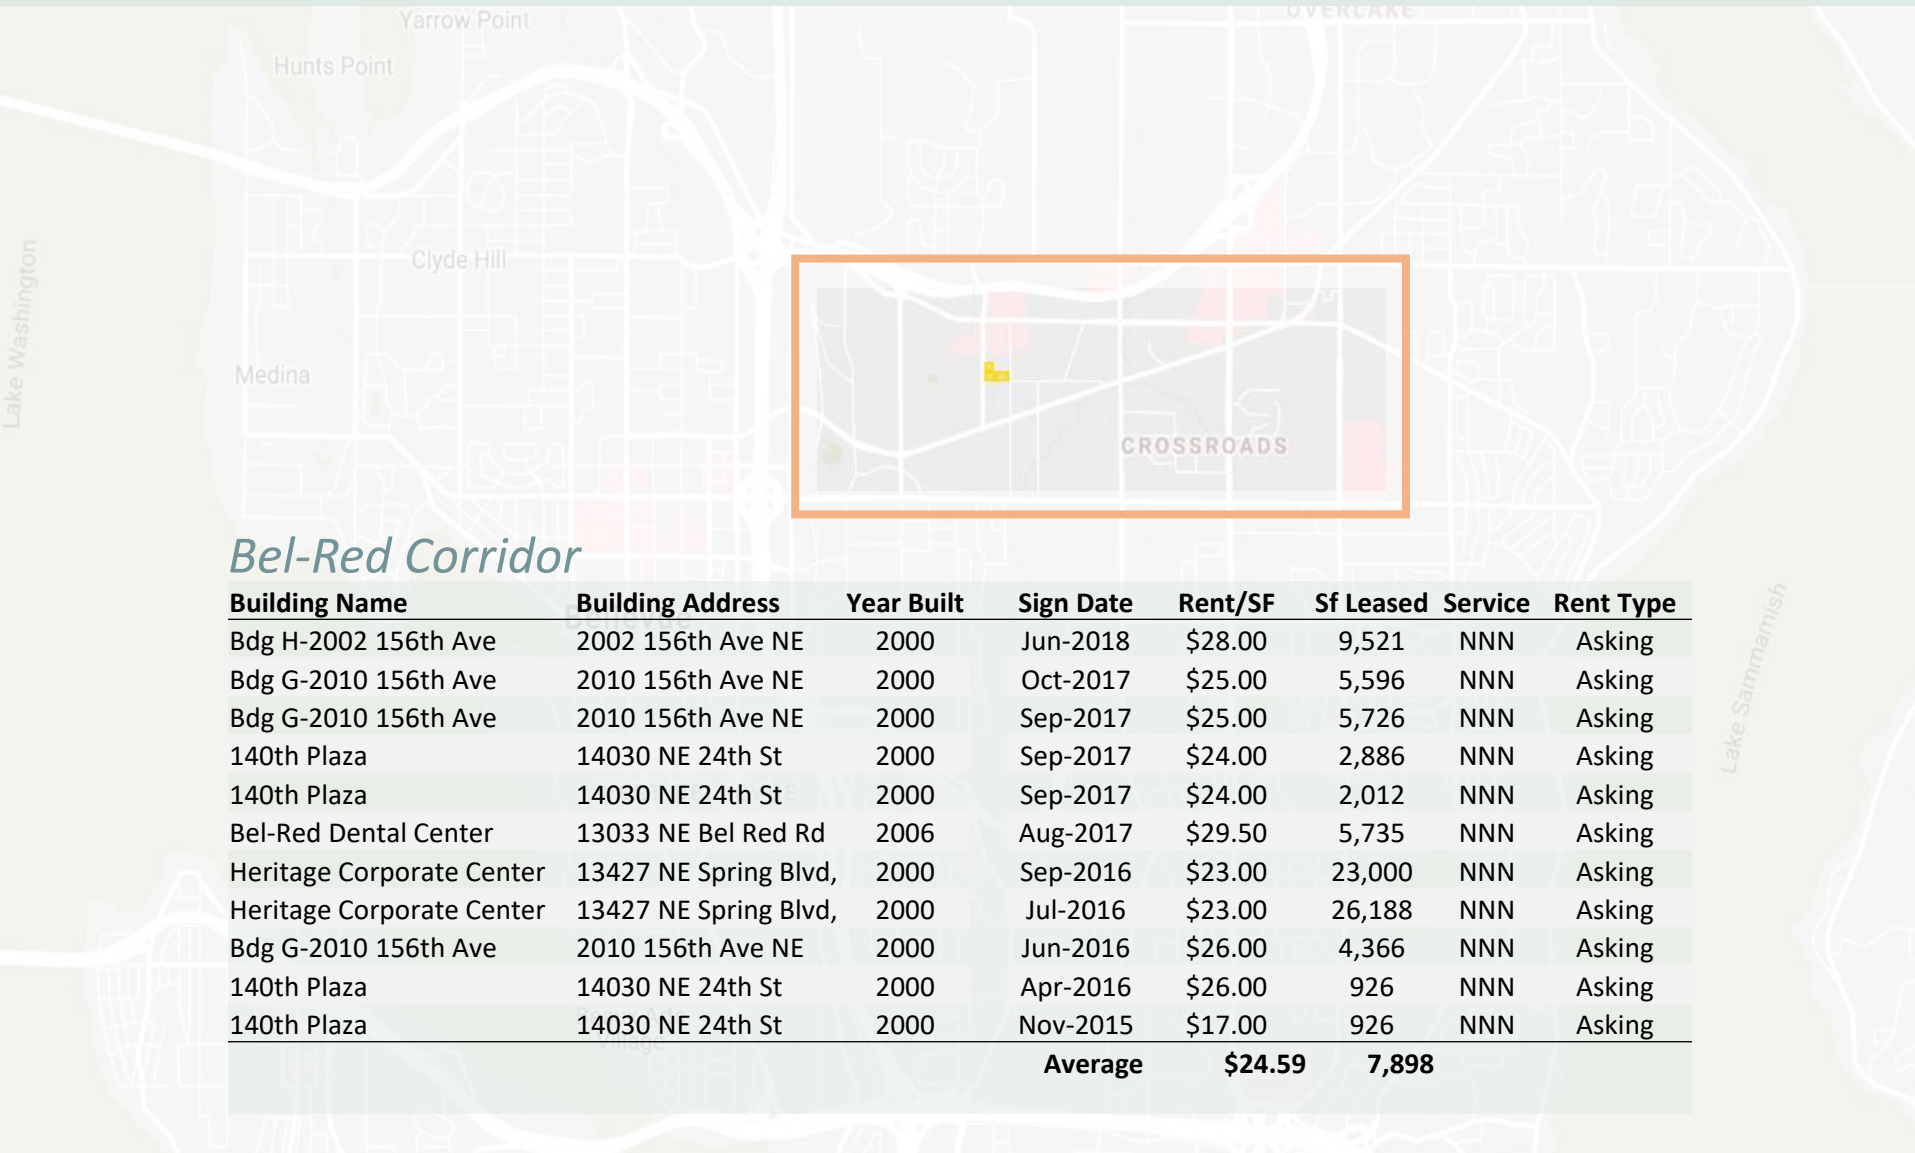 Yarrow Point
OVERLAKE
Hunts Point
Clyde Hill
Lake Washington
Medina
CROSSROADS
Bel-Red Corridor
Building Name Building Address Year Built Sign Date Rent/SF Sf Leased Service Rent Type
Bellevue
Bdg H-2002 156th Ave 2002 156th Ave NE 2000 Jun-2018 $28.00 9,521 NNN Asking
Bdg G-2010 156th Ave 2010 156th Ave NE 2000 Oct-2017 $25.00 5,596 NNN Asking
Lake Sammamish
Bdg G-2010 156th Ave 2010 156th Ave NE 2000 Sep-2017 $25.00 5,726 NNN Asking
140th Plaza 14030 NE 24th St 2000 Sep-2017 $24.00 2,886 NNN Asking
140th Plaza 14030 NE 24th St 2000 Sep-2017 $24.00 2,012 NNN Asking
Bel-Red Dental Center 13033 NE Bel Red Rd 2006 Aug-2017 $29.50 5,735 NNN Asking
Heritage Corporate Center 13427 NE Spring Blvd, 2000 Sep-2016 $23.00 23,000 NNN Asking
Heritage Corporate Center 13427 NE Spring Blvd, 2000 Jul-2016 $23.00 26,188 NNN Asking
Bdg G-2010 156th Ave 2010 156th Ave NE 2000 Jun-2016 $26.00 4,366 NNN Asking
140th Plaza 14030 NE 24th St 2000 Apr-2016 $26.00 926 NNN Asking
140th Plaza 14030 NE 24th St 2000 Nov-2015 $17.00 926 NNN Asking
Village
Average $24.59 7,898